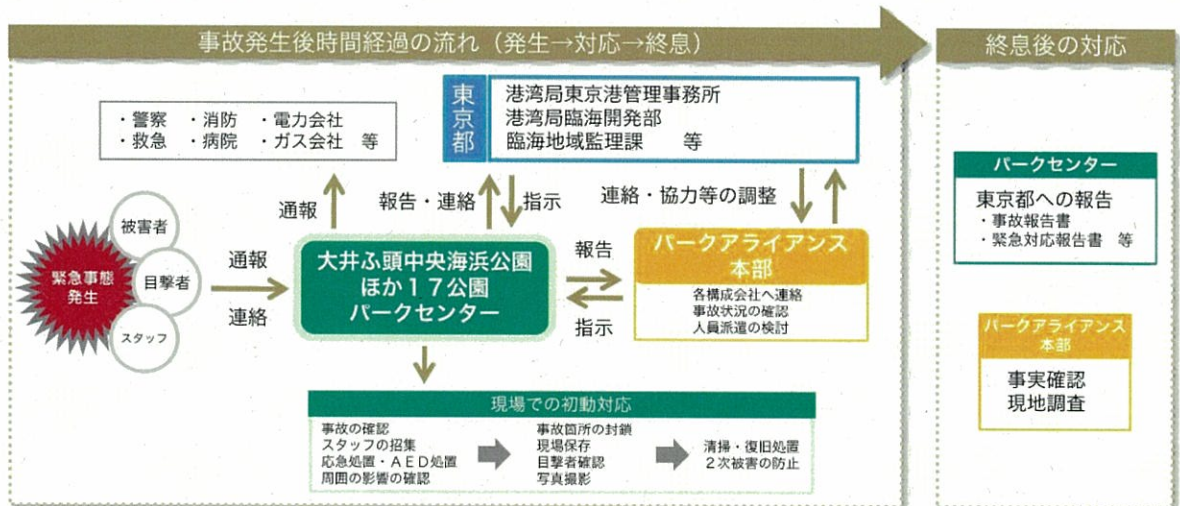 事故発生後時間経過の流れ（発生→対応→終息）
終息後の対応
・警察　・消防　・電力会社
・救急　・病院　・ガス会社　等
東京都
港湾局東京港管理事務所
港湾局臨海開発部
臨海地域監理課　　等
通報
報告・連絡
指示
連絡・協力等の調整
緊急事態
発生
被害者
目撃者
スタッフ
通報
連絡
大井ふ頭中央海浜公園
ほか１７公園
パークセンター
報告
指示
パークアライアンス
本部
各構成会社へ連絡
事故状況の確認
人員派遣の検討
現場での初動対応
事故の確認
スタッフの招集
応急処置・ＡＥＤ処置
周囲の影響の確認
事故箇所の封鎖
現場保存
目撃者確認
写真撮影
清掃・復旧処置
２次被害の防止
パークセンター
東京都への報告
・事故報告書
・緊急対応報告書　等
パークアライアンス
本部
事実確認
現地調査